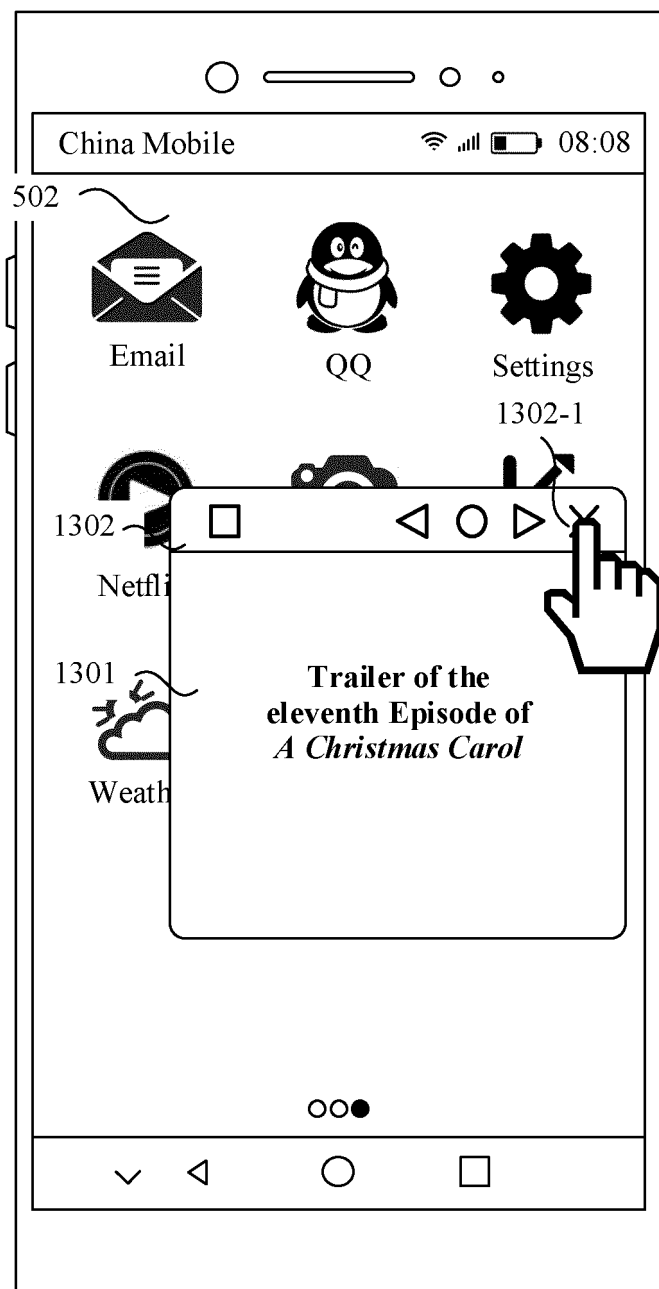 China Mobile 08:08
502
Email QQ Settings
1302-1
1302
Netfli
1301
Trailer of the
eleventh Episode of
A Christmas Carol
Weath